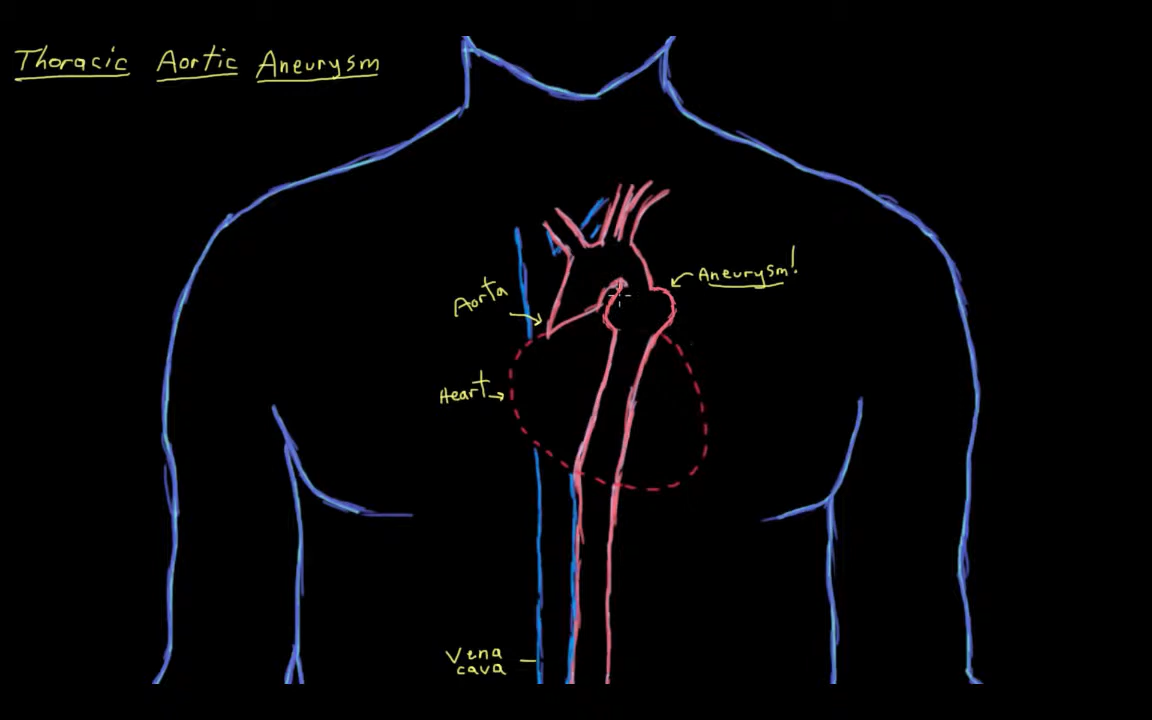 Thoracic Aortic Aneurysm
Aneurysm!
Aorta
Heart
Vena
cava